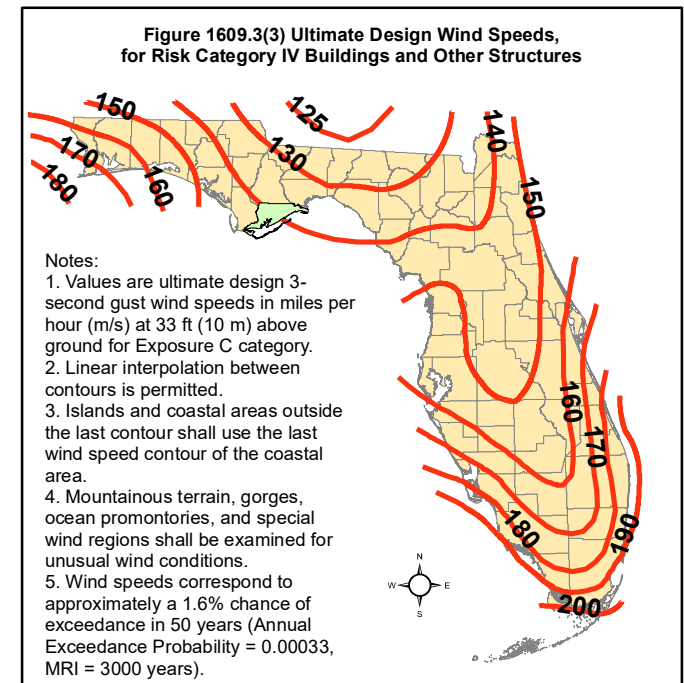 Figure 1609.3(3) Ultimate Design Wind Speeds,
for Risk Category IV Buildings and Other Structures
150
125
140
170
130
180
160
150
Notes:
1. Values are ultimate design 3-
second gust wind speeds in miles per
hour (m/s) at 33 ft (10 m) above
ground for Exposure C category.
2. Linear interpolation between
contours is permitted.
3. Islands and coastal areas outside
the last contour shall use the last
wind speed contour of the coastal
area.
4. Mountainous terrain, gorges,
ocean promontories, and special
wind regions shall be examined for
unusual wind conditions.
5. Wind speeds correspond to
approximately a 1.6% chance of
exceedance in 50 years (Annual
Exceedance Probability = 0.00033,
MRI = 3000 years).
160
170
180
190
200
N
W E
S